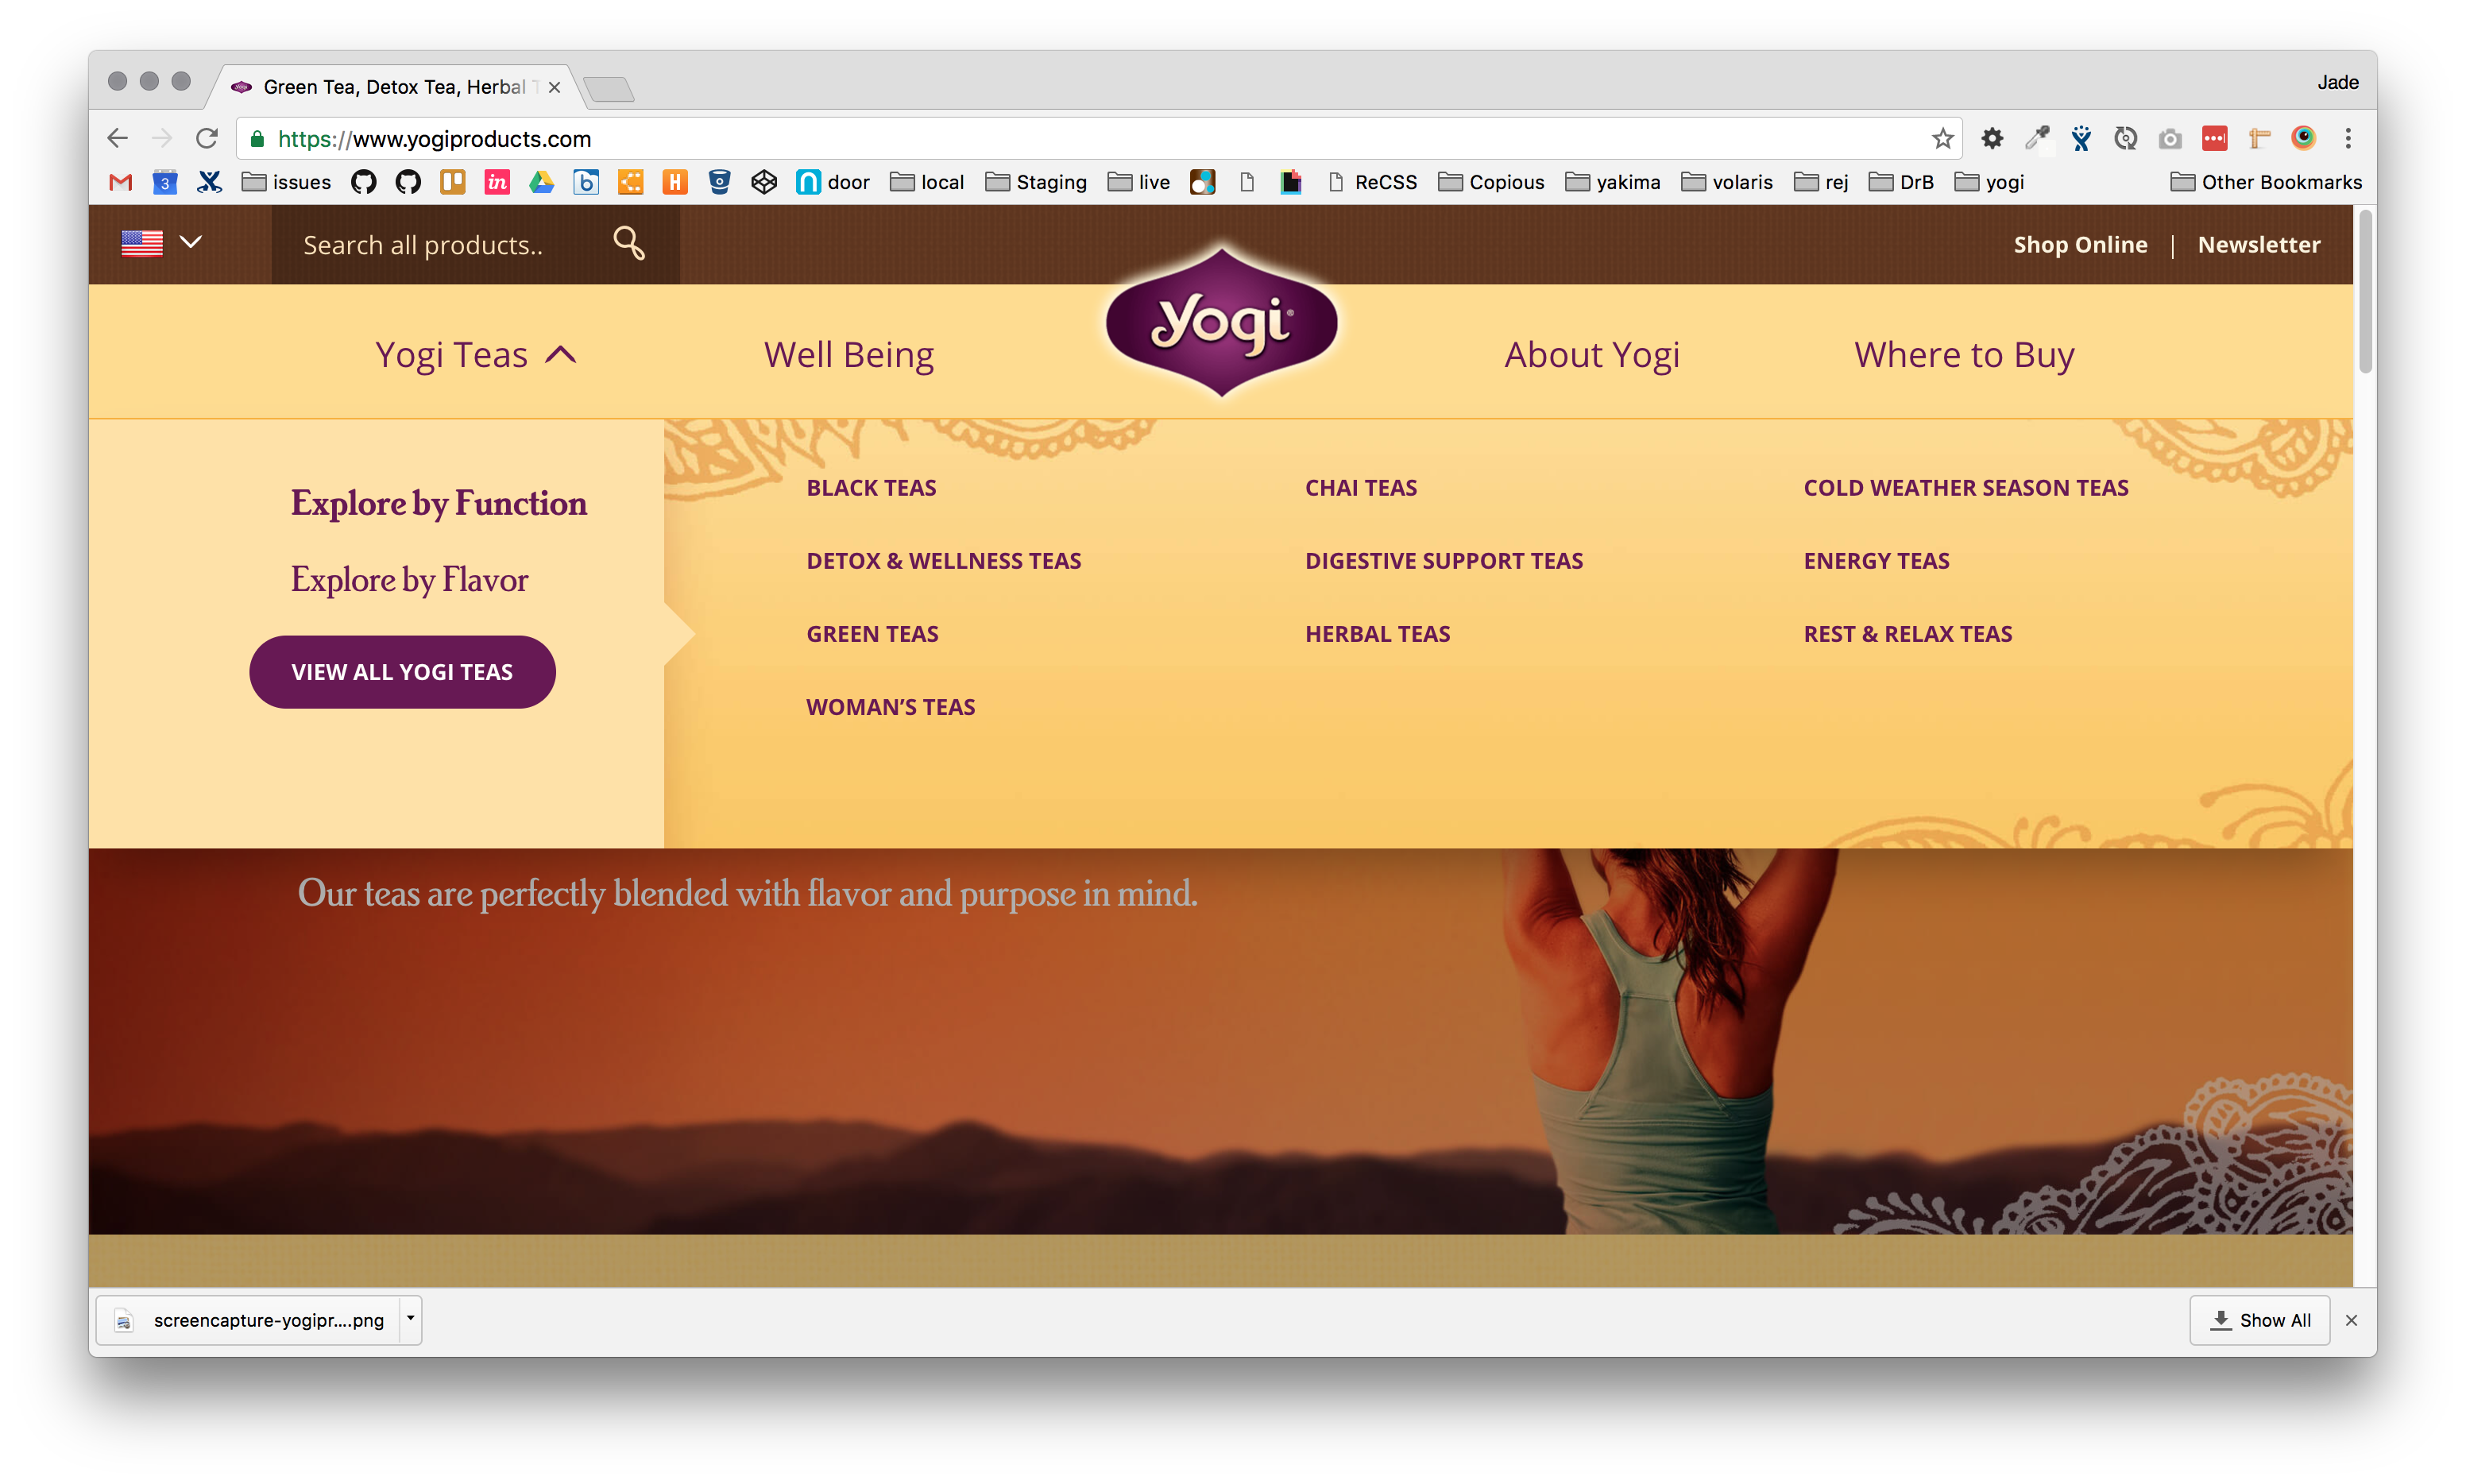 Green Tea, Detox Tea, Herbal T
Jade
https://www.yogiproducts.com
3
issues
in
b
H
n door
local
Staging
live
ReCSS
Copious
yakima
volaris
rej
DrB
yogi
Other Bookmarks
Search all products..
Shop Online | Newsletter
yogi®
Yogi Teas
Well Being
About Yogi
Where to Buy
Explore by Function
Explore by Flavor
VIEW ALL YOGI TEAS
BLACK TEAS
CHAI TEAS
COLD WEATHER SEASON TEAS
DETOX & WELLNESS TEAS
DIGESTIVE SUPPORT TEAS
ENERGY TEAS
GREEN TEAS
HERBAL TEAS
REST & RELAX TEAS
WOMAN’S TEAS
Our teas are perfectly blended with flavor and purpose in mind.
screencapture-yogipr....png
Show All